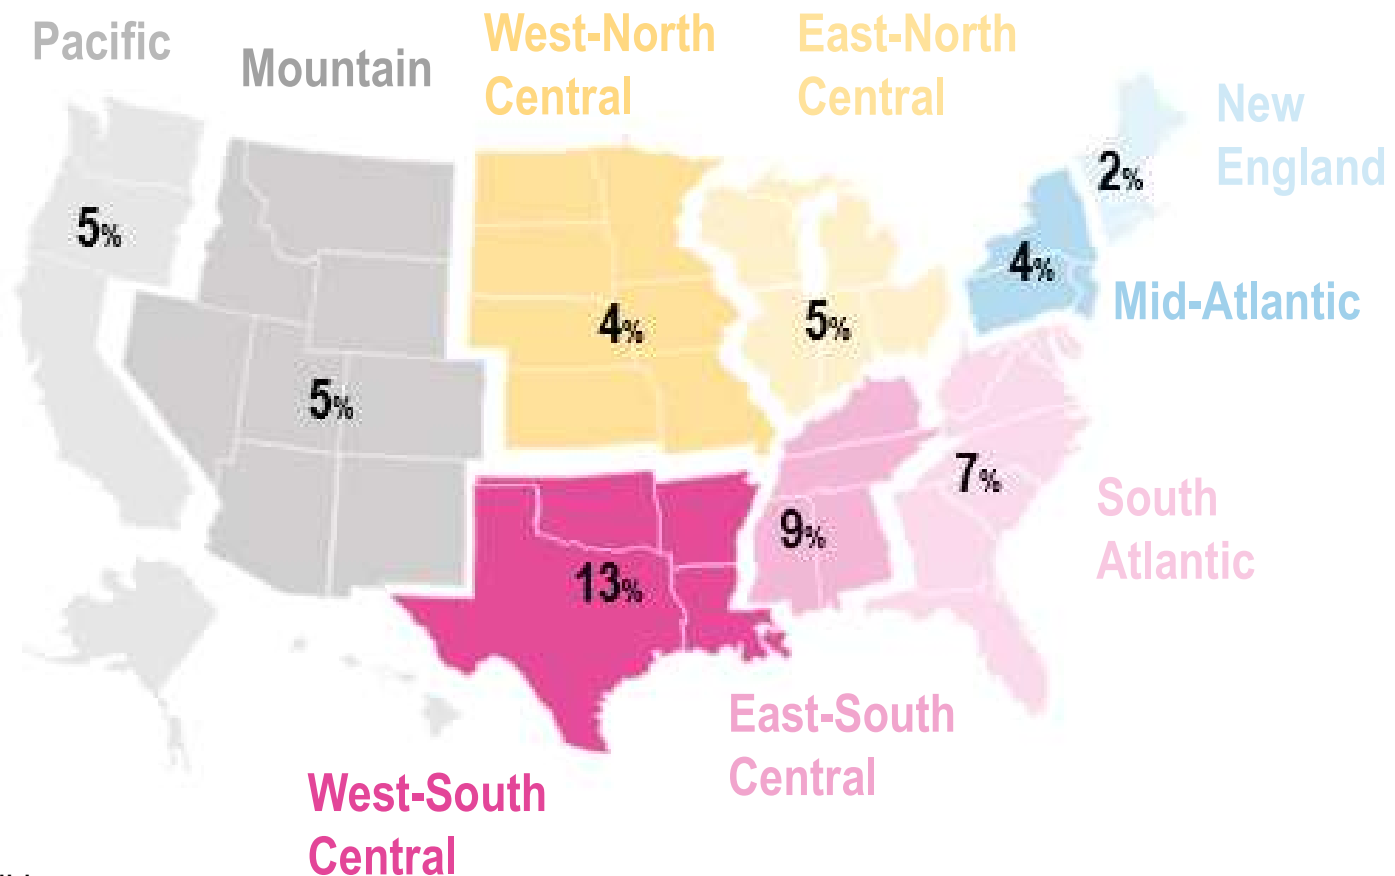 Pacific
Mountain
West-North
Central
East-North
Central
New
England
2%
5%
4%
Mid-Atlantic
4%
5%
5%
7%
South
Atlantic
9%
13%
East-South
Central
West-South
Central